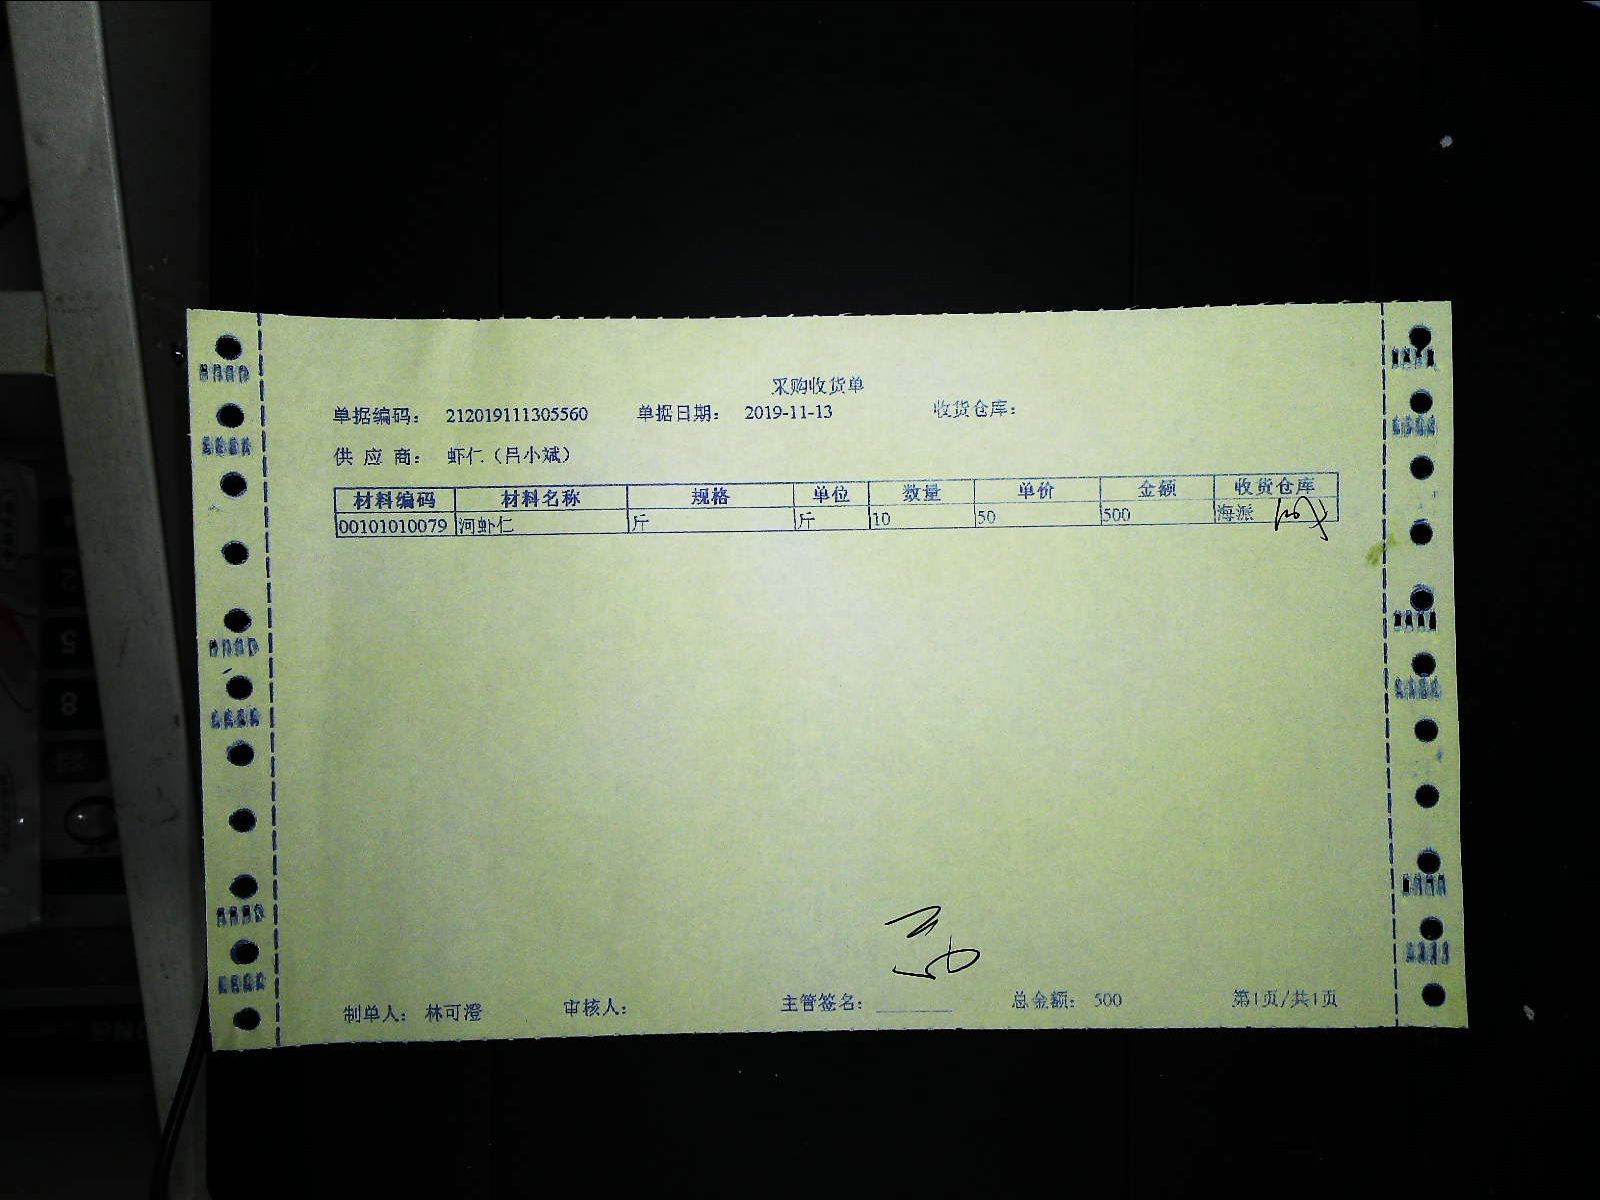 采购收货单
单据编码： 212019111305560 单据日期： 2019-11-13 收货仓库：
供 应 商： 虾仁（吕小斌）
材料编码 材料名称 规格 单位 数量 单价 金额 收货仓库
00101010079 河虾仁 斤 斤 10 50 500 海派
制单人： 林可澄 审核人： 主管签名： 总金额： 500 第1页/共1页